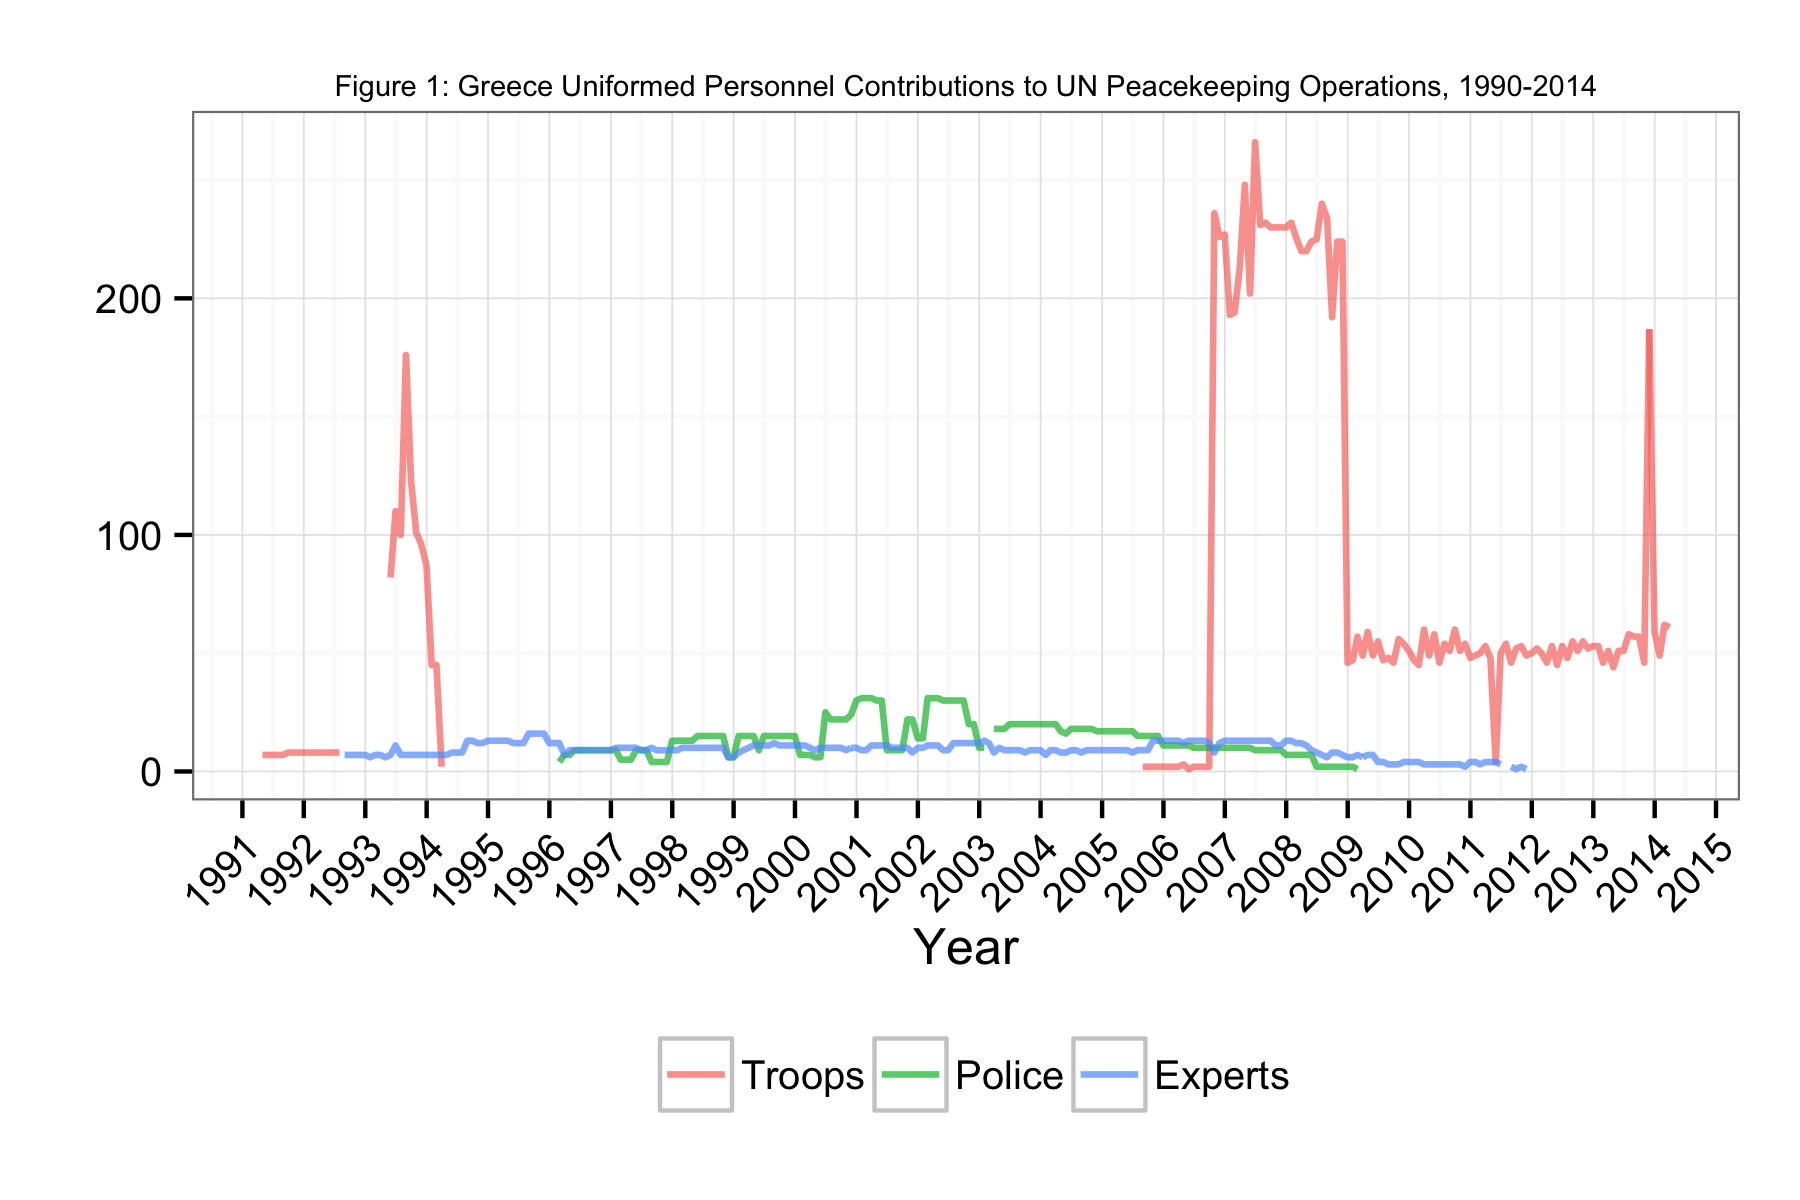 Figure 1: Greece Uniformed Personnel Contributions to UN Peacekeeping Operations, 1990-2014
200
100
0
1991 1992 1993 1994 1995 1996 1997 1998 1999 2000 2001 2002 2003 2004 2005 2006 2007 2008 2009 2010 2011 2012 2013 2014 2015
Year
Troops Police Experts